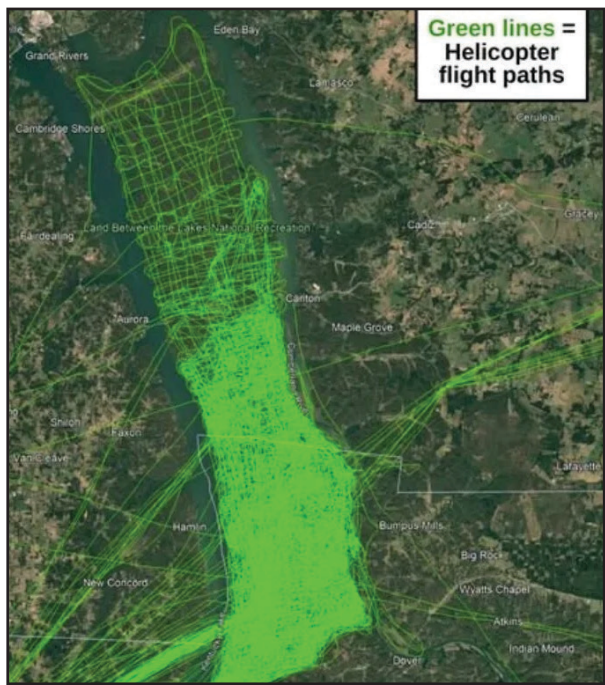 Green lines =
Helicopter
flight paths
Eden Bay
Grand Rivers
Lamasco
Cerulean
Cambridge Shores
Gracey
Land Between the Lakes National Recreation
Cadiz
Fairdealing
Canton
Aurora
Maple Grove
Shiloh
Faxon
Van Cleave
Lafayette
Hamlin
Bumpus Mills
Big Rock
New Concord
Wyatts Chapel
Atkins
Indian Mound
Dover